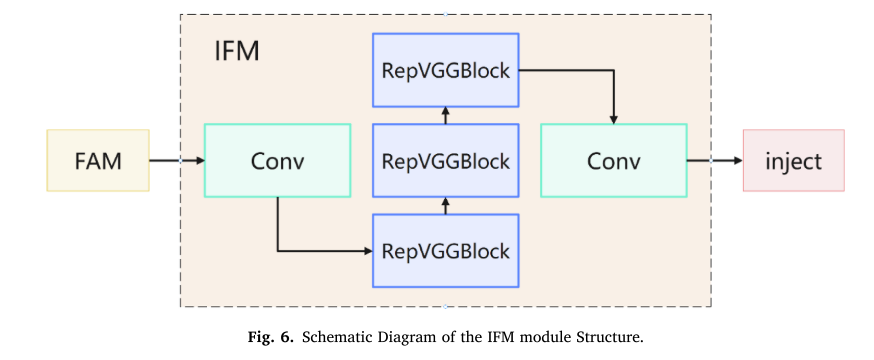 IFM
RepVGGBlock
FAM
Conv
RepVGGBlock
Conv
inject
RepVGGBlock
Fig. 6. Schematic Diagram of the IFM module Structure.